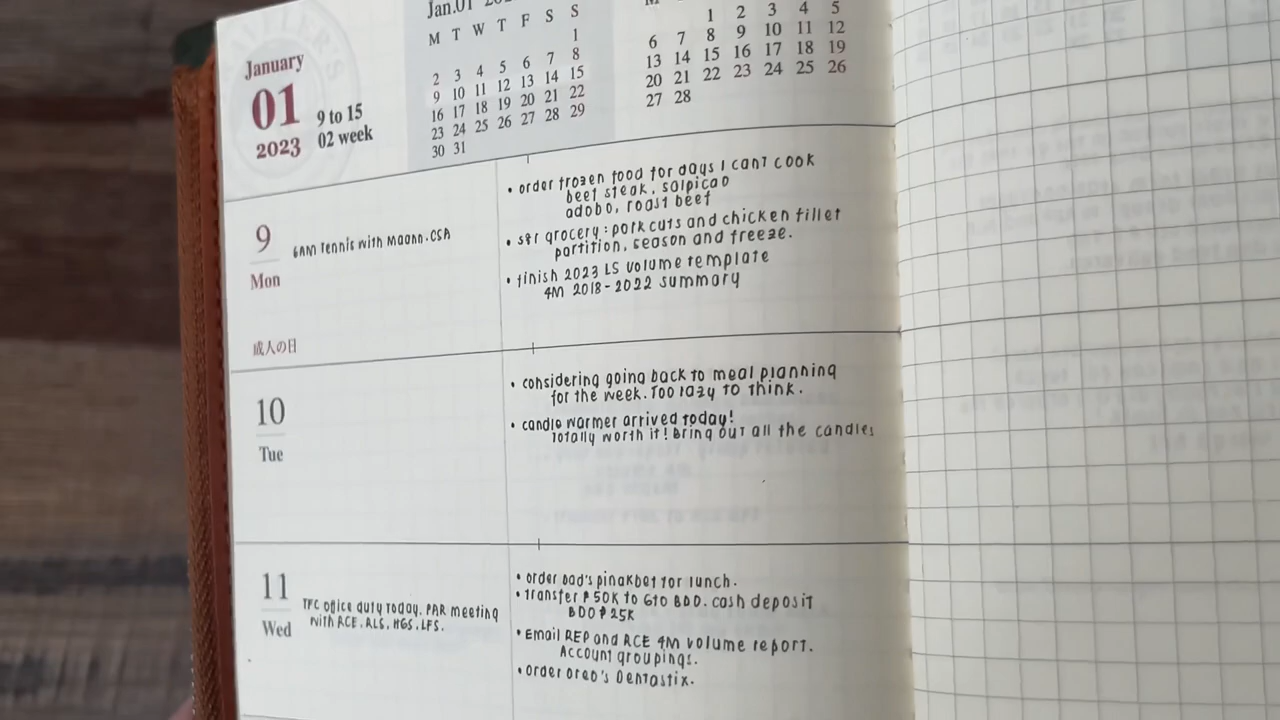 January
01
2023
9 to 15
02 week
Jan.01
M T W T F S S
1
2 3 4 5 6 7 8
9 10 11 12 13 14 15
16 17 18 19 20 21 22
23 24 25 26 27 28 29
30 31
1 2 3 4 5
6 7 8 9 10 11 12
13 14 15 16 17 18 19
20 21 22 23 24 25 26
27 28
9
Mon
成人の日
6AM Tennis with Maann.CSA
• order frozen food for days I can't cook
beef steak, salpicao
adobo, roast beef
• s&r grocery : pork cuts and chicken fillet
partition, season and freeze.
• finish 2023 LS volume template
4M 2018-2022 summary
10
Tue
• considering going back to meal planning
for the week. Too lazy to think.
• candle warmer arrived today!
Totally worth it! Bring out all the candles
11
Wed
TFC office duty today. PAR meeting
with RCE. ALS. HGS. LFS.
• order Dad's pinakbet for lunch.
• Transfer ₱50K to GTO BDO. cash deposit
BDO ₱25K
• Email REP and RCE 4M volume report.
Account groupings.
• order oreo's Dentastix.